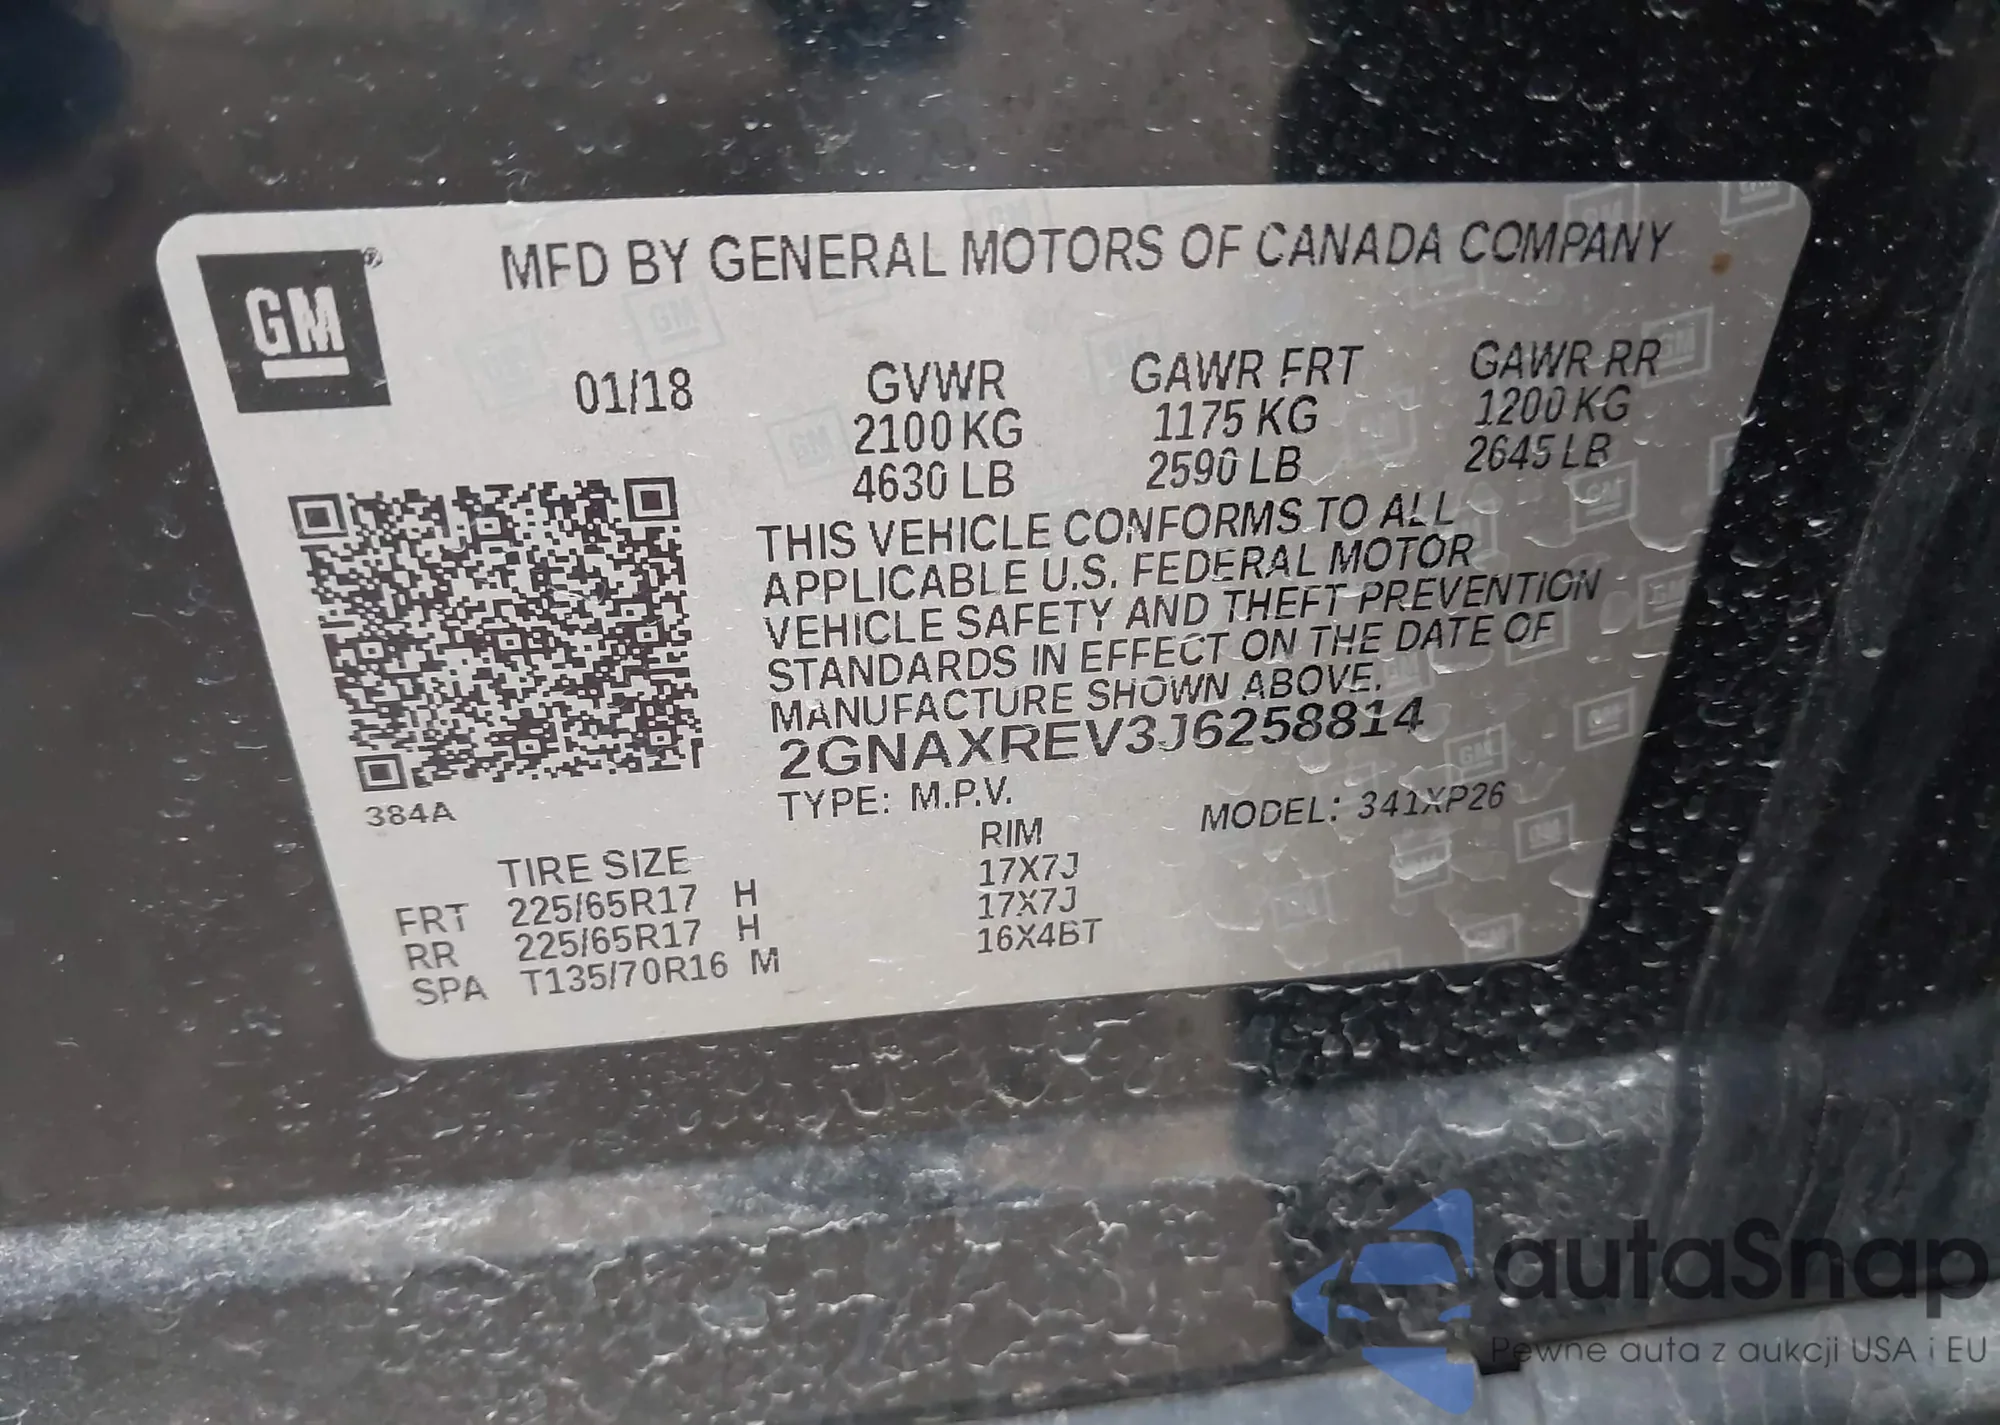 MFD BY GENERAL MOTORS OF CANADA COMPANY
GM
01/18 GVWR GAWR FRT GAWR RR
2100 KG 1175 KG 1200 KG
4630 LB 2590 LB 2645 LB
THIS VEHICLE CONFORMS TO ALL
APPLICABLE U.S. FEDERAL MOTOR
VEHICLE SAFETY AND THEFT PREVENTION
STANDARDS IN EFFECT ON THE DATE OF
MANUFACTURE SHOWN ABOVE.
2GNAXREV3J6258814
384A
TYPE: M.P.V. MODEL: 341XP26
TIRE SIZE RIM
FRT 225/65R17 H 17X7J
RR 225/65R17 H 17X7J
SPA T135/70R16 M 16X4BT
autaSnap
Pewne auta z aukcji USA i EU